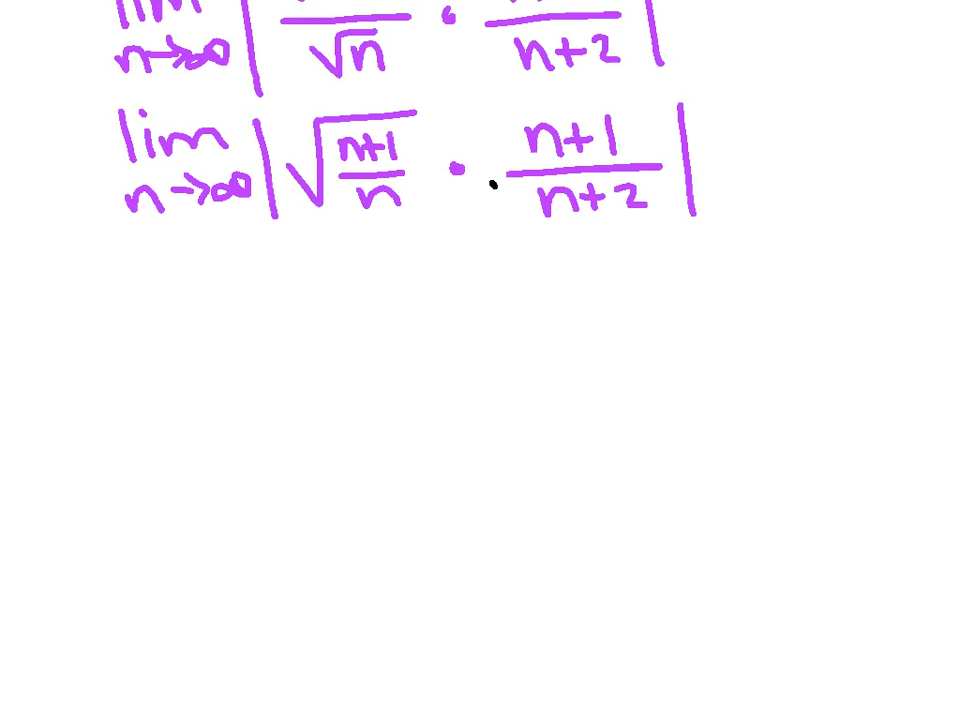 lim n→∞ | /√n · /n+2 |
lim n→∞ | √(n+1/n) · n+1/n+2 |